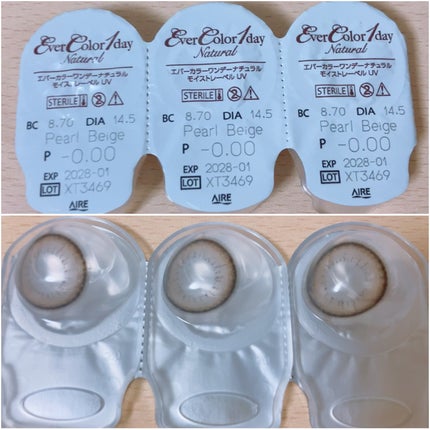 EverColor1day
Natural
エバーカラーワンデーナチュラル
モイストレーベル UV
STERILE
BC 8.70 DIA 14.5
Pearl Beige
P -0.00
EXP 2028-01
LOT XT3469
AIRE
EverColor1day
Natural
エバーカラーワンデーナチュラル
モイストレーベル UV
STERILE
BC 8.70 DIA 14.5
Pearl Beige
P -0.00
EXP 2028-01
LOT XT3469
AIRE
EverColor1day
Natural
エバーカラーワンデーナチュラル
モイストレーベル UV
STERILE
BC 8.70 DIA 14.5
Pearl Beige
P -0.00
EXP 2028-01
LOT XT3469
AIRE